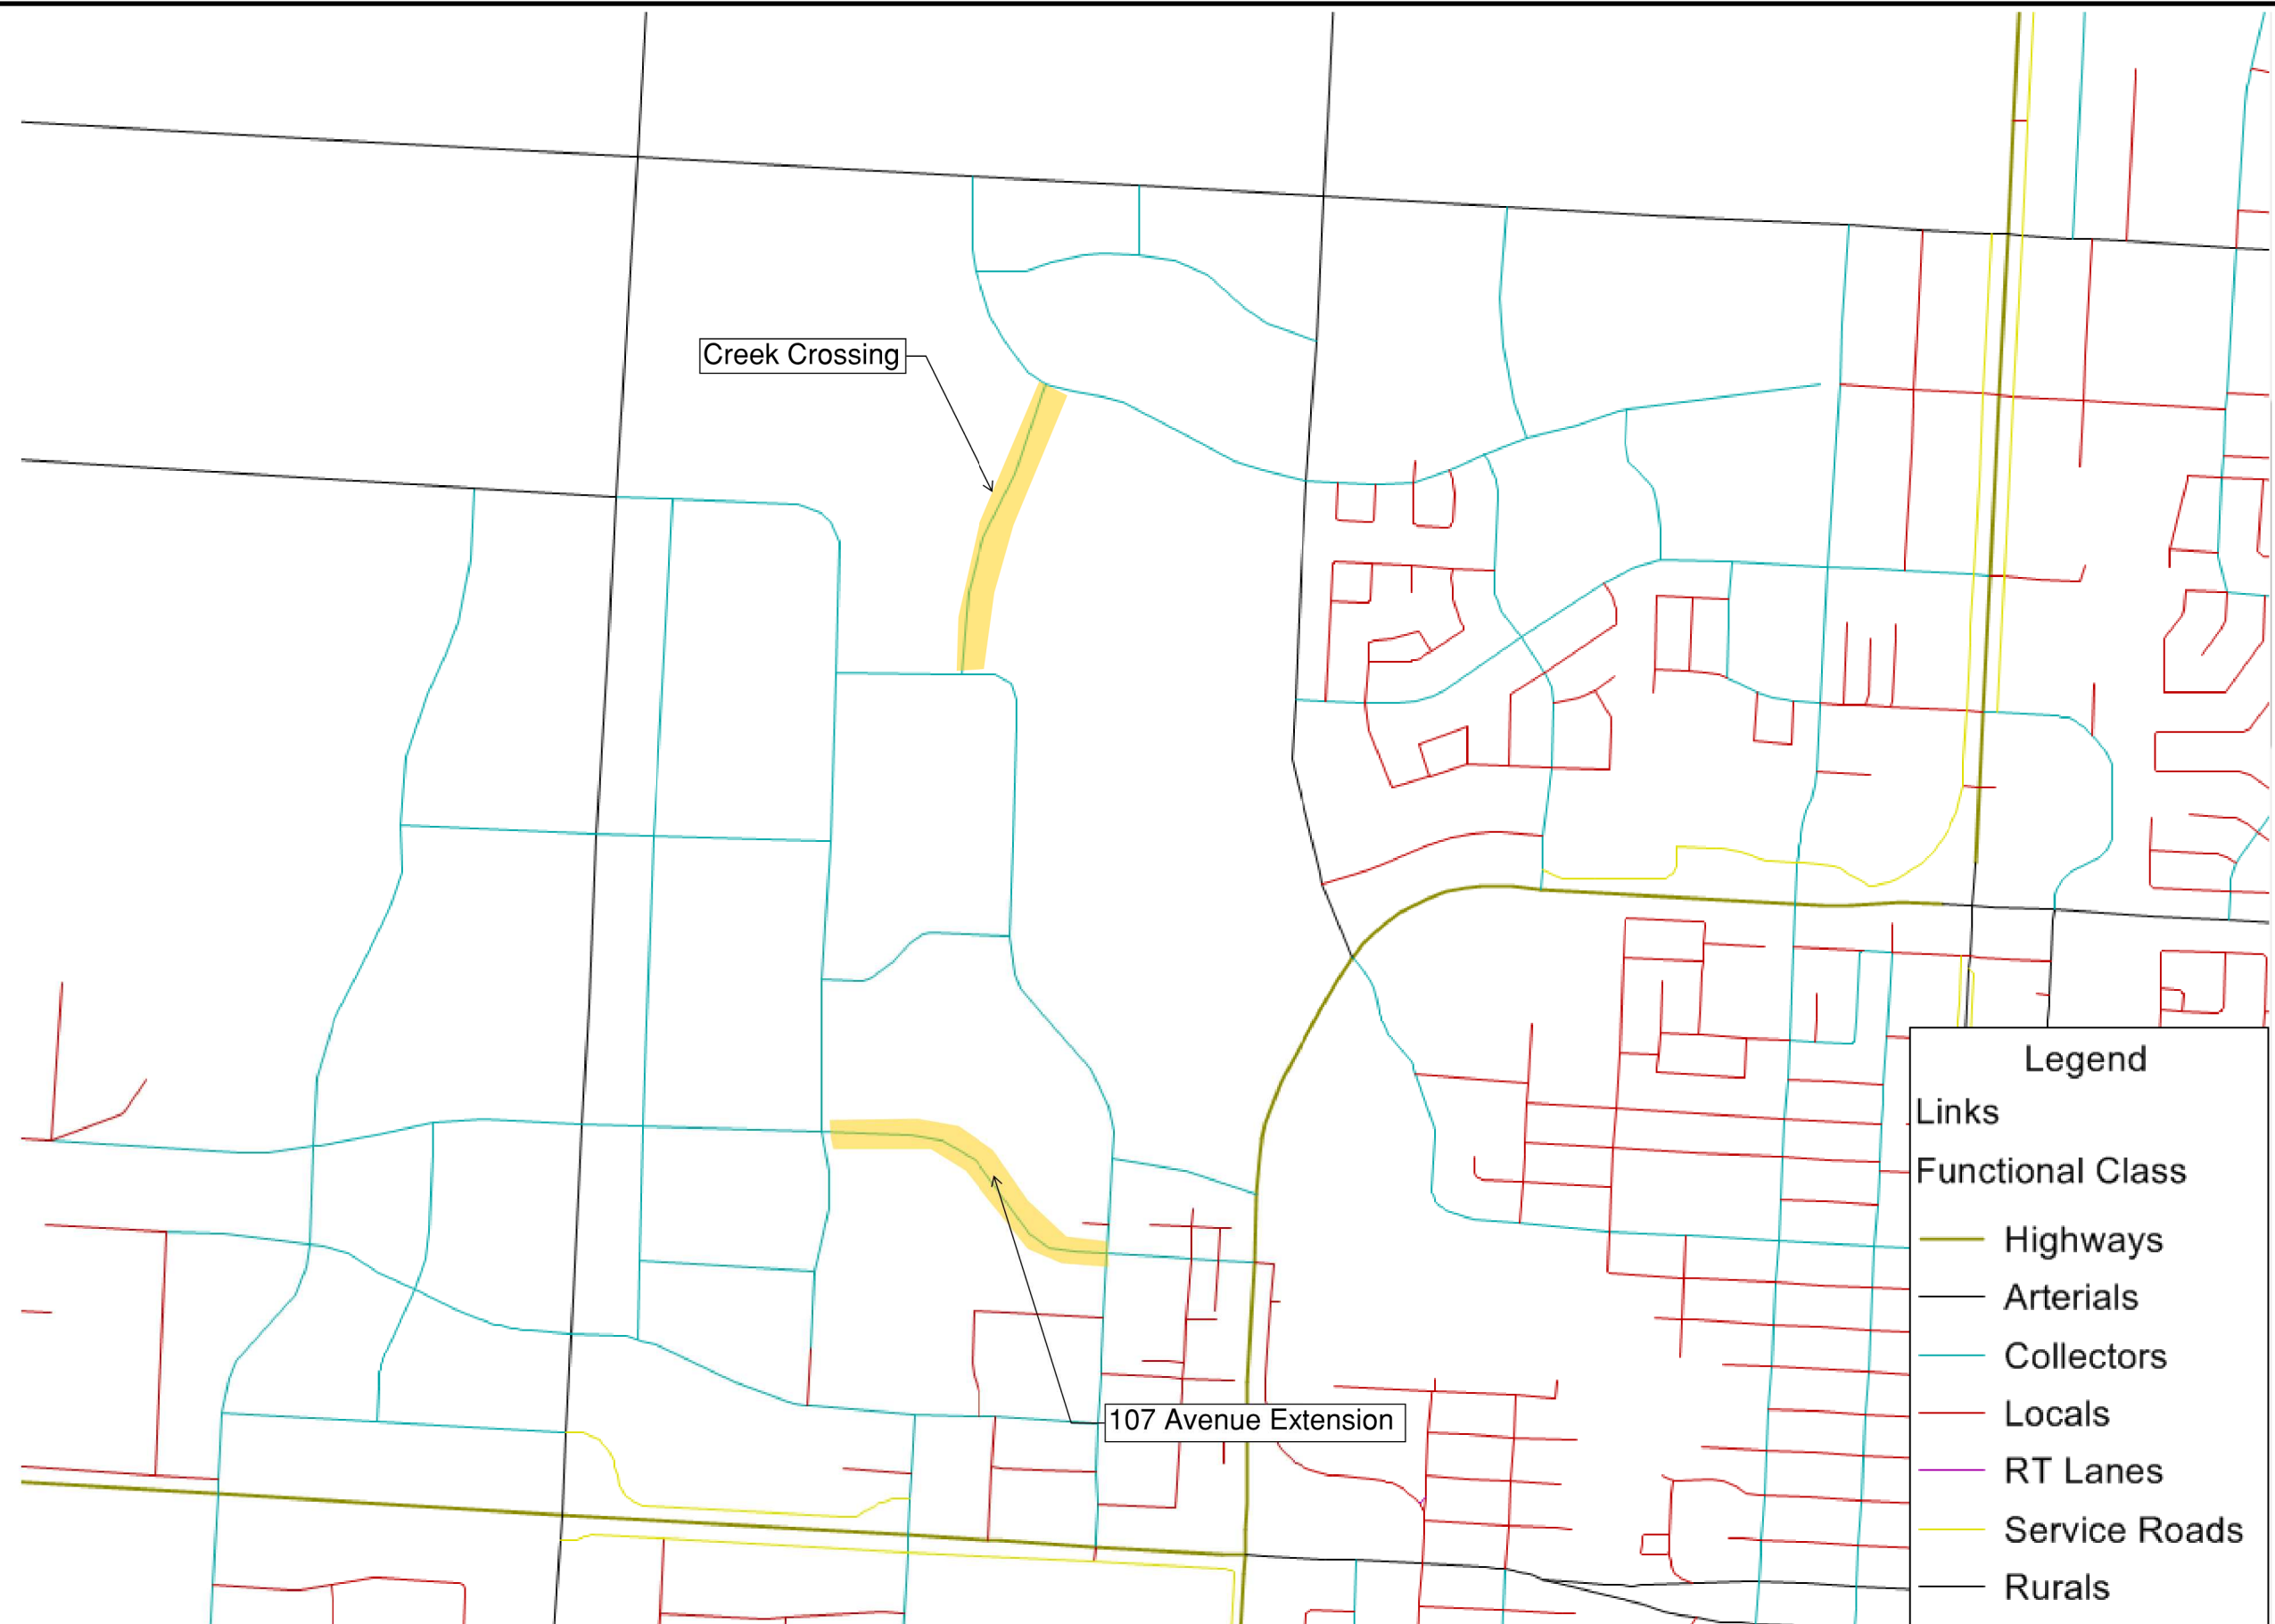 Creek Crossing
107 Avenue Extension
Legend
Links
Functional Class
Highways
Arterials
Collectors
Locals
RT Lanes
Service Roads
Rurals